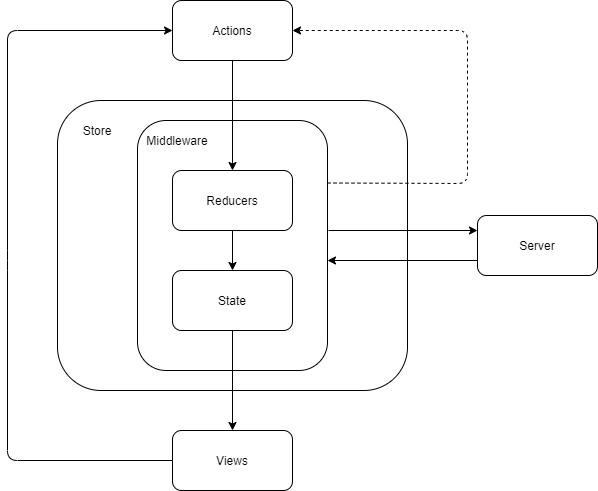 Actions
Store
Middleware
Reducers
Server
State
Views